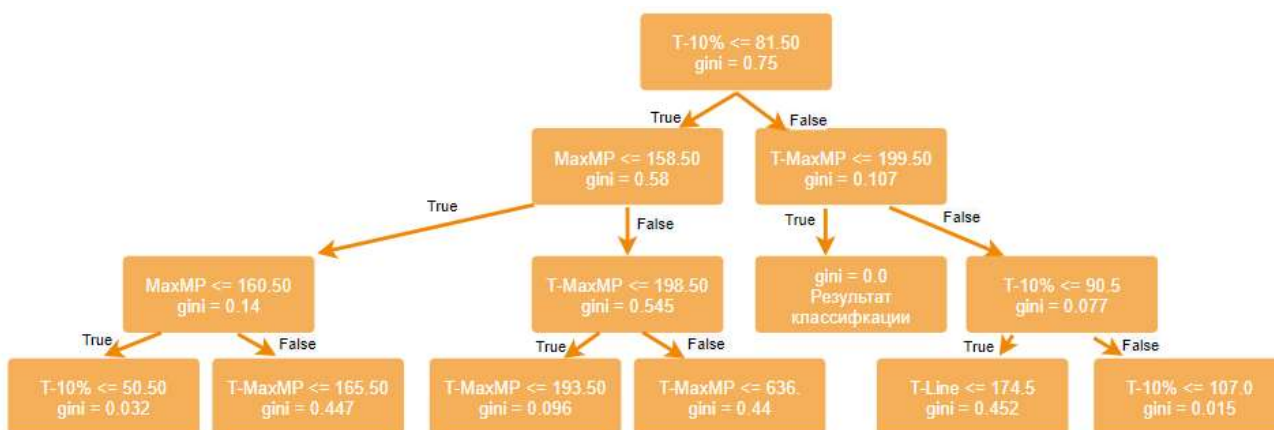 T-10% <= 81.50
gini = 0.75
True
False
MaxMP <= 158.50
gini = 0.58
T-MaxMP <= 199.50
gini = 0.107
True
False
True
False
MaxMP <= 160.50
gini = 0.14
T-MaxMP <= 198.50
gini = 0.545
gini = 0.0
Результат
классифкации
T-10% <= 90.5
gini = 0.077
True
False
True
False
True
False
T-10% <= 50.50
gini = 0.032
T-MaxMP <= 165.50
gini = 0.447
T-MaxMP <= 193.50
gini = 0.096
T-MaxMP <= 636.
gini = 0.44
T-Line <= 174.5
gini = 0.452
T-10% <= 107.0
gini = 0.015